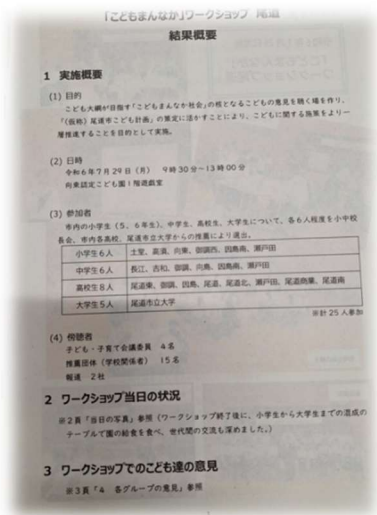 「こどもまんなか」ワークショップ 尾道
結果概要
1 実施概要
(1) 目的
こども大綱が目指す「こどもまんなか社会」の核となるこどもの意見を聴く場を作り、
「(仮称) 尾道市こども計画」の策定に活かすことにより、こどもに関する施策をより一
層推進することを目的として実施。
(2) 日時
令和6年7月29日(月) 9時30分~13時00分
向東認定こども園1階遊戯室
(3) 参加者
市内の小学生(5、6年生)、中学生、高校生、大学生について、各6人程度を小中校
長会、市内各高校、尾道市立大学からの推薦により選出。
小学生6人 土堂、高須、向東、御調西、因島南、瀬戸田
中学生6人 長江、吉和、御調、向島、因島南、瀬戸田
高校生8人 尾道東、御調、因島、尾道、尾道北、瀬戸田、尾道商業、尾道南
大学生5人 尾道市立大学
※計25人参加
(4) 傍聴者
子ども・子育て会議委員 4名
推薦団体(学校関係者) 15名
報道 2社
2 ワークショップ当日の状況
※2頁「当日の写真」参照(ワークショップ終了後に、小学生から大学生までの混成の
テーブルで園の給食を食べ、世代間の交流も深めました。)
3 ワークショップでのこども達の意見
※3頁「4 各グループの意見」参照